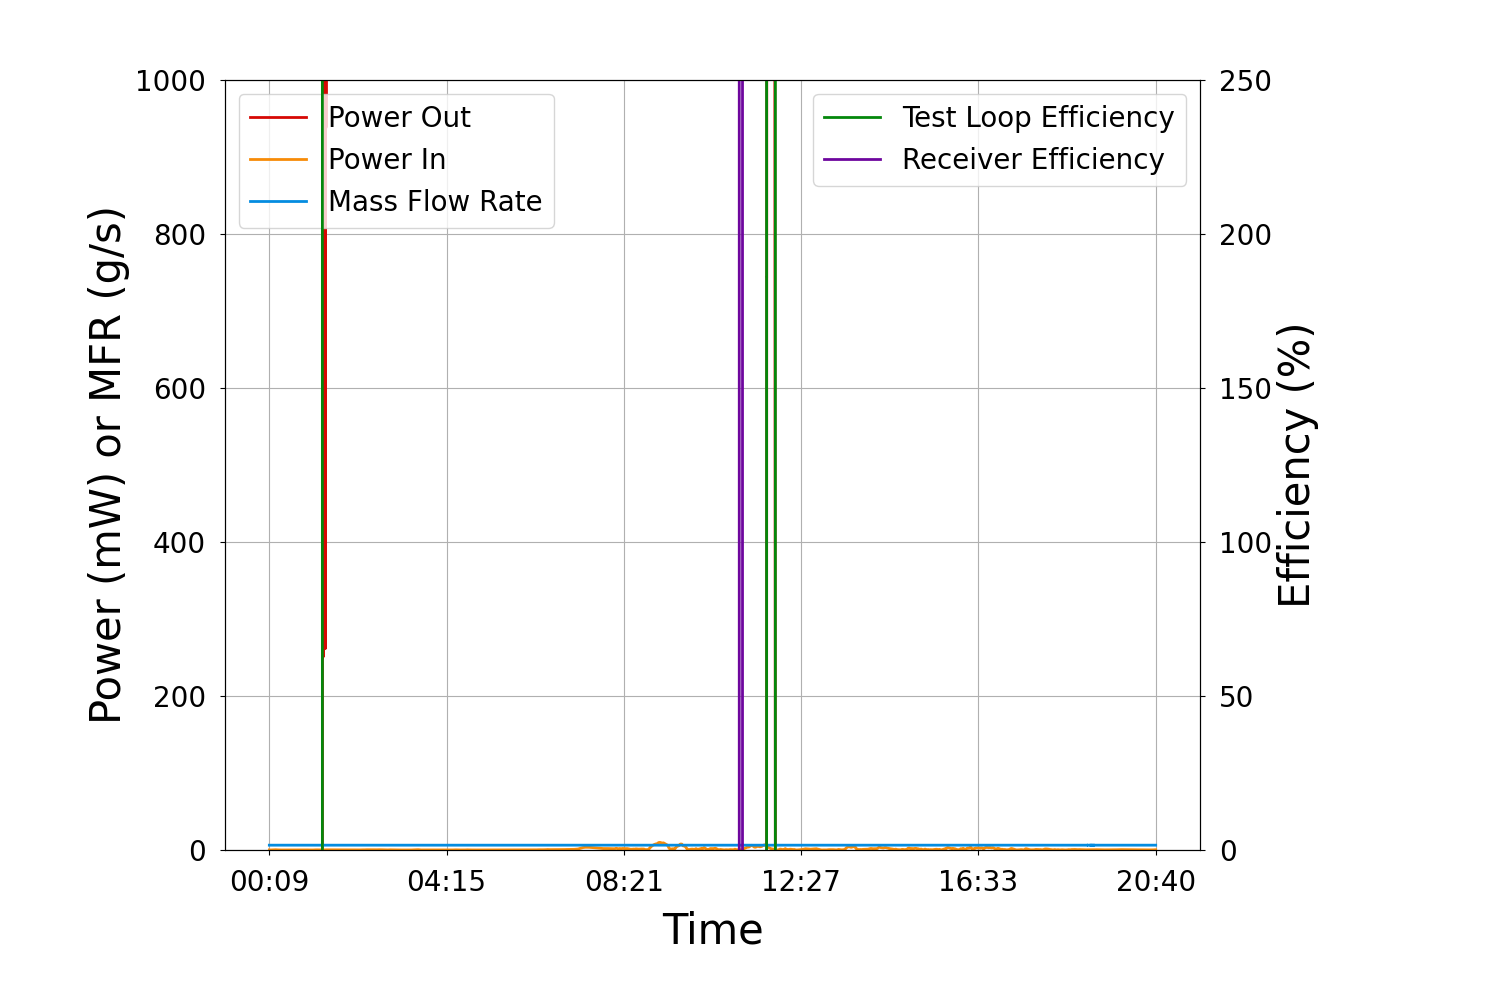 1000
800
600
400
200
0
Power (mW) or MFR (g/s)
Power Out
Power In
Mass Flow Rate
Test Loop Efficiency
Receiver Efficiency
250
200
150
100
50
0
Efficiency (%)
00:09 04:15 08:21 12:27 16:33 20:40
Time